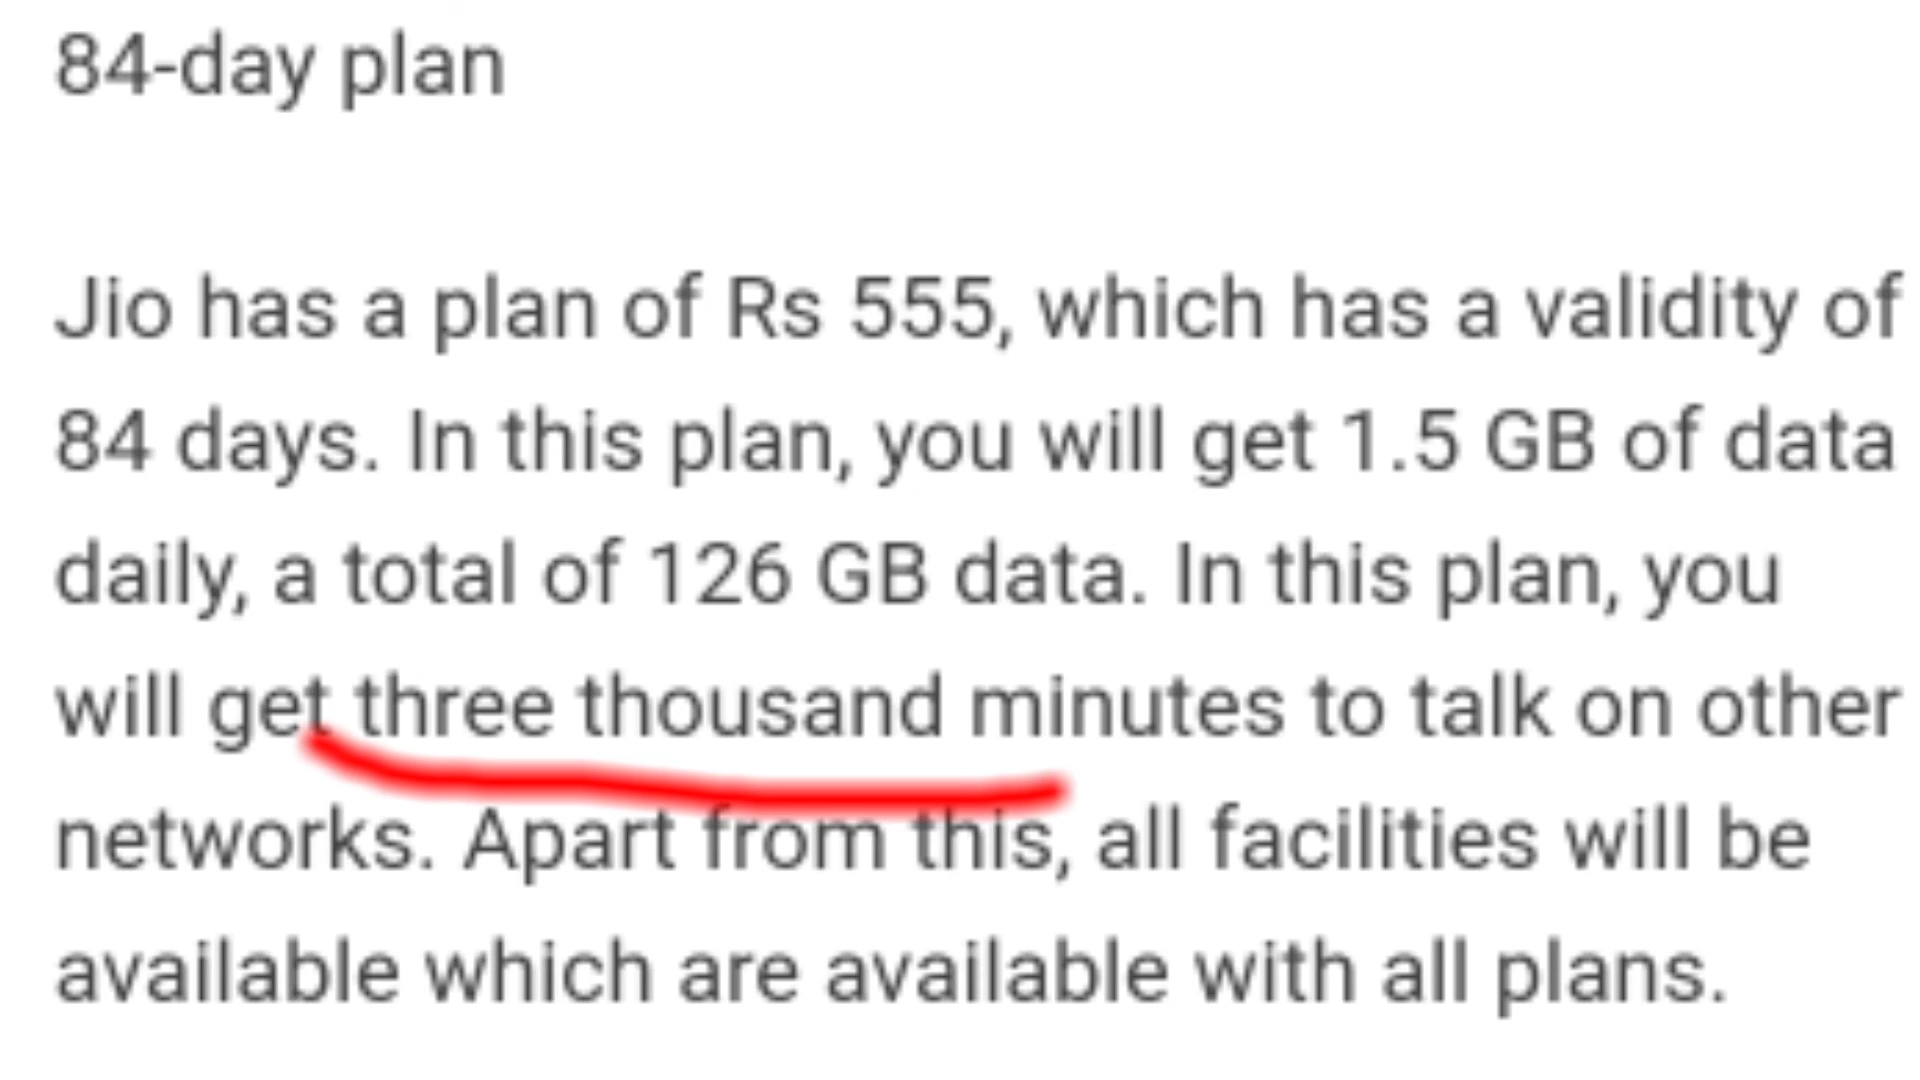 84-day plan
Jio has a plan of Rs 555, which has a validity of
84 days. In this plan, you will get 1.5 GB of data
daily, a total of 126 GB data. In this plan, you
will get three thousand minutes to talk on other
networks. Apart from this, all facilities will be
available which are available with all plans.